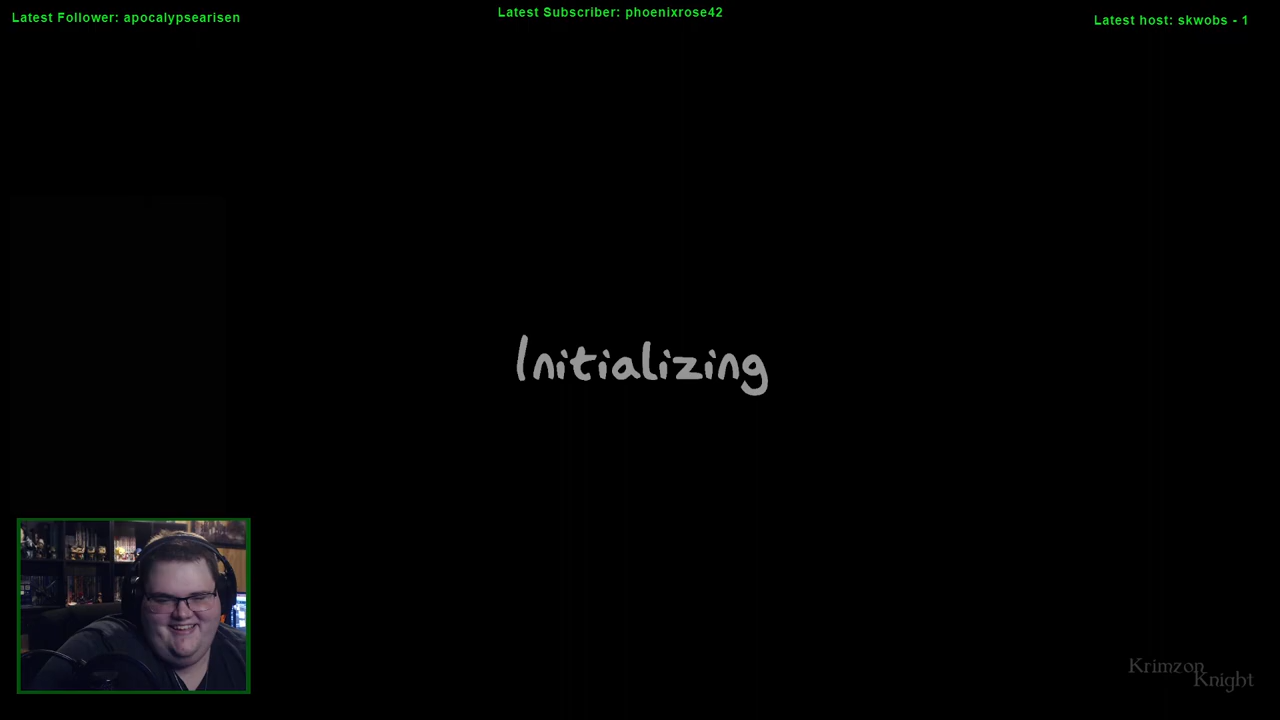 Latest Follower: apocalypsearisen
Latest Subscriber: phoenixrose42
Latest host: skwobs - 1
Initializing
Krimzon
Knight